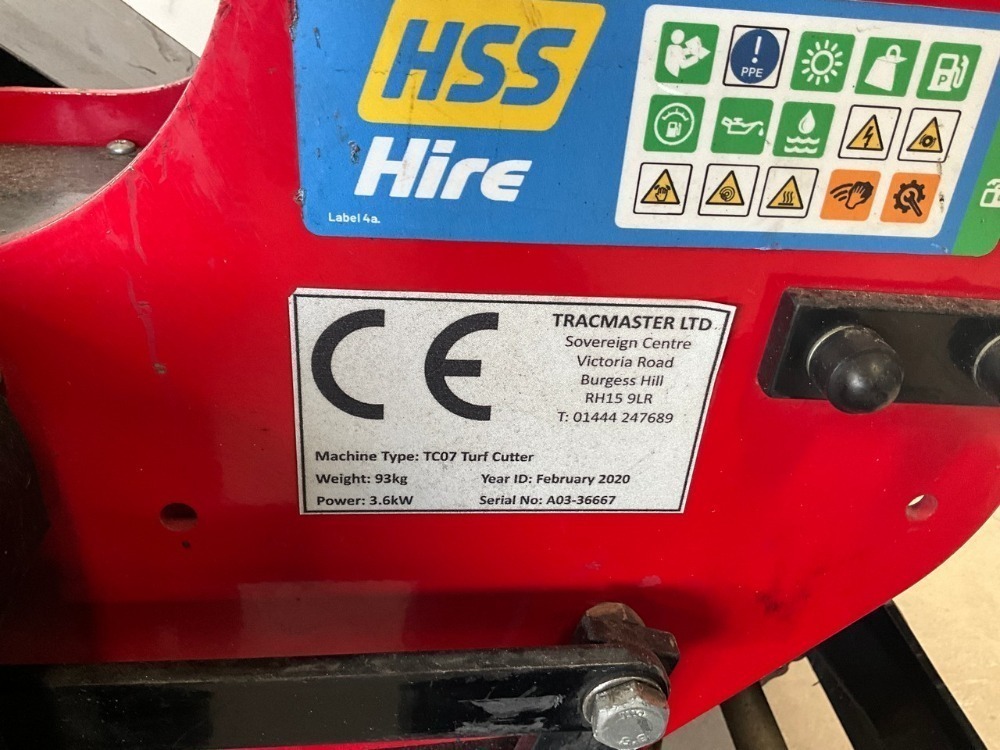 HSS
Hire
Label 4a.
PPE
P
CE
TRACMASTER LTD
Sovereign Centre
Victoria Road
Burgess Hill
RH15 9LR
T: 01444 247689
Machine Type: TC07 Turf Cutter
Weight: 93kg Year ID: February 2020
Power: 3.6kW Serial No: A03-36667